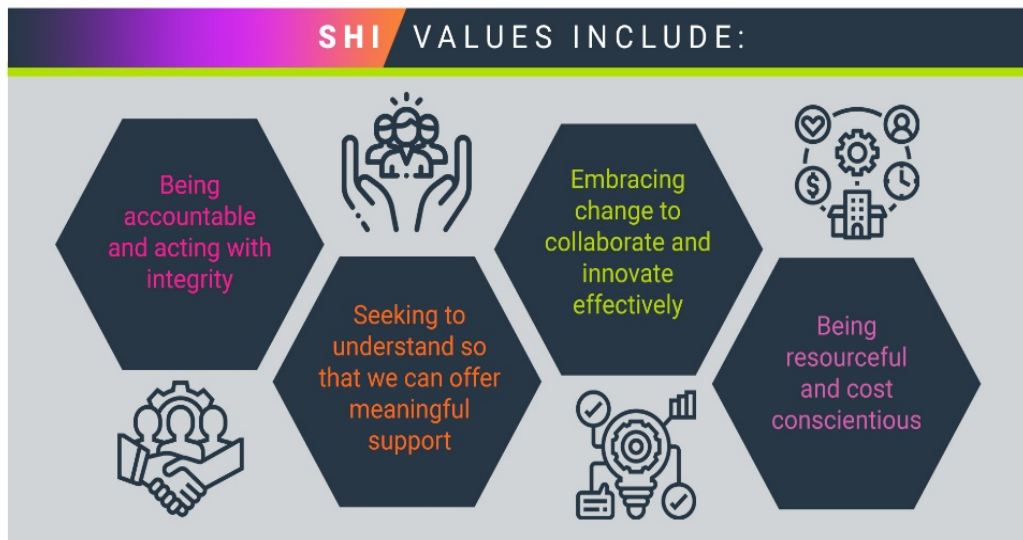 SHI VALUES INCLUDE:
Being
accountable
and acting with
integrity
Seeking to
understand so
that we can offer
meaningful
support
Embracing
change to
collaborate and
innovate
effectively
Being
resourceful
and cost
conscientious